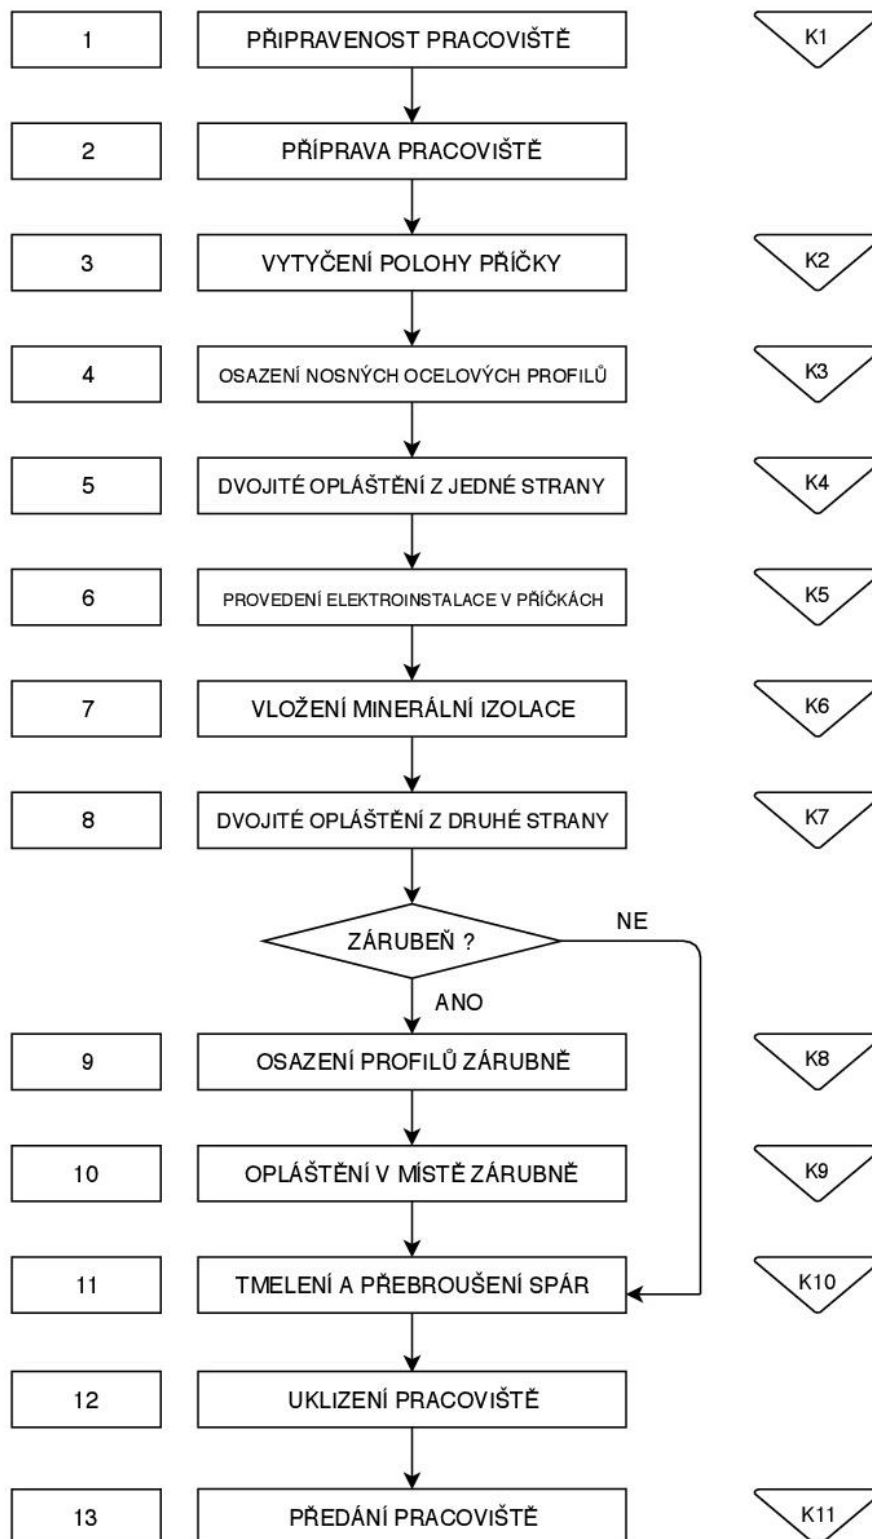 1 PŘIPRAVENOST PRACOVIŠTĚ K1
2 PŘÍPRAVA PRACOVIŠTĚ
3 VYTYČENÍ POLOHY PŘÍČKY K2
4 OSAZENÍ NOSNÝCH OCELOVÝCH PROFILŮ K3
5 DVOJITÉ OPLÁŠTĚNÍ Z JEDNÉ STRANY K4
6 PROVEDENÍ ELEKTROINSTALACE V PŘÍČKÁCH K5
7 VLOŽENÍ MINERÁLNÍ IZOLACE K6
8 DVOJITÉ OPLÁŠTĚNÍ Z DRUHÉ STRANY K7
NE
ZÁRUBEŇ ?
ANO
9 OSAZENÍ PROFILŮ ZÁRUBNĚ K8
10 OPLÁŠTĚNÍ V MÍSTĚ ZÁRUBNĚ K9
11 TMELENÍ A PŘEBROUŠENÍ SPÁR K10
12 UKLIZENÍ PRACOVIŠTĚ
13 PŘEDÁNÍ PRACOVIŠTĚ K11